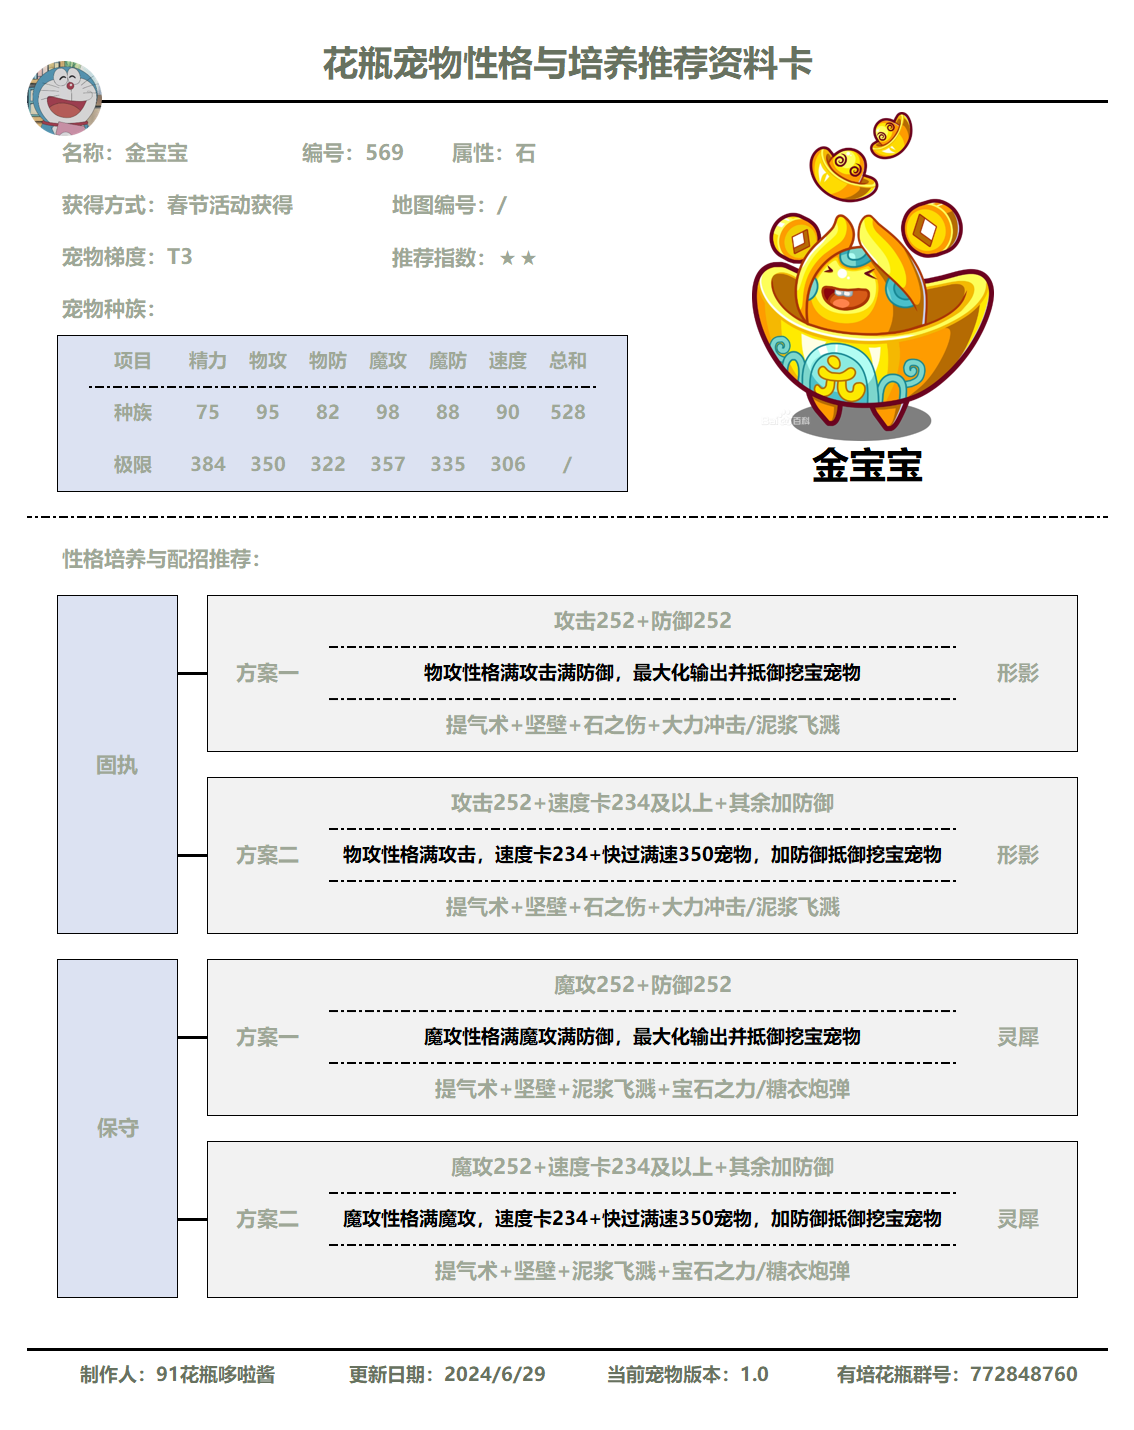 花瓶宠物性格与培养推荐资料卡
名称：金宝宝 编号：569 属性：石
获得方式：春节活动获得 地图编号：/
宠物梯度：T3 推荐指数：★★
宠物种族：
项目 精力 物攻 物防 魔攻 魔防 速度 总和
种族 75 95 82 98 88 90 528
极限 384 350 322 357 335 306 /
元
Bai 百科
金宝宝
性格培养与配招推荐：
固执
方案一
攻击252+防御252
物攻性格满攻击满防御，最大化输出并抵御挖宝宠物
提气术+坚壁+石之伤+大力冲击/泥浆飞溅
形影
方案二
攻击252+速度卡234及以上+其余加防御
物攻性格满攻击，速度卡234+快过满速350宠物，加防御抵御挖宝宠物
提气术+坚壁+石之伤+大力冲击/泥浆飞溅
形影
保守
方案一
魔攻252+防御252
魔攻性格满魔攻满防御，最大化输出并抵御挖宝宠物
提气术+坚壁+泥浆飞溅+宝石之力/糖衣炮弹
灵犀
方案二
魔攻252+速度卡234及以上+其余加防御
魔攻性格满魔攻，速度卡234+快过满速350宠物，加防御抵御挖宝宠物
提气术+坚壁+泥浆飞溅+宝石之力/糖衣炮弹
灵犀
制作人：91花瓶哆啦酱 更新日期：2024/6/29 当前宠物版本：1.0 有培花瓶群号：772848760